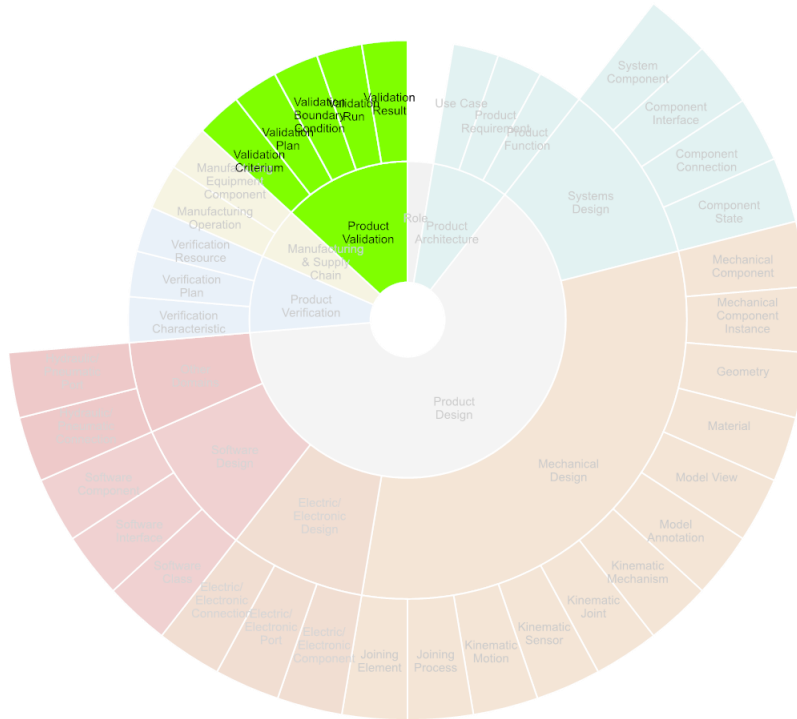 Validation
Result
Validation
Run
Validation
Boundary
Condition
Validation
Plan
Validation
Criterium
Product
Validation
Role
Use Case
Product
Requirement
Product
Function
Product
Architecture
System
Component
Component
Interface
Component
Connection
Component
State
Systems
Design
Manufacturing
Equipment
Component
Manufacturing
Operation
Manufacturing
& Supply
Chain
Verification
Resource
Verification
Plan
Verification
Characteristic
Product
Verification
Product
Design
Mechanical
Design
Mechanical
Component
Mechanical
Component
Instance
Geometry
Material
Model View
Model
Annotation
Kinematic
Mechanism
Kinematic
Joint
Kinematic
Sensor
Kinematic
Motion
Joining
Process
Joining
Element
Electric/
Electronic
Design
Electric/
Electronic
Component
Electric/
Electronic
Port
Electric/
Electronic
Connection
Software
Design
Software
Component
Software
Interface
Software